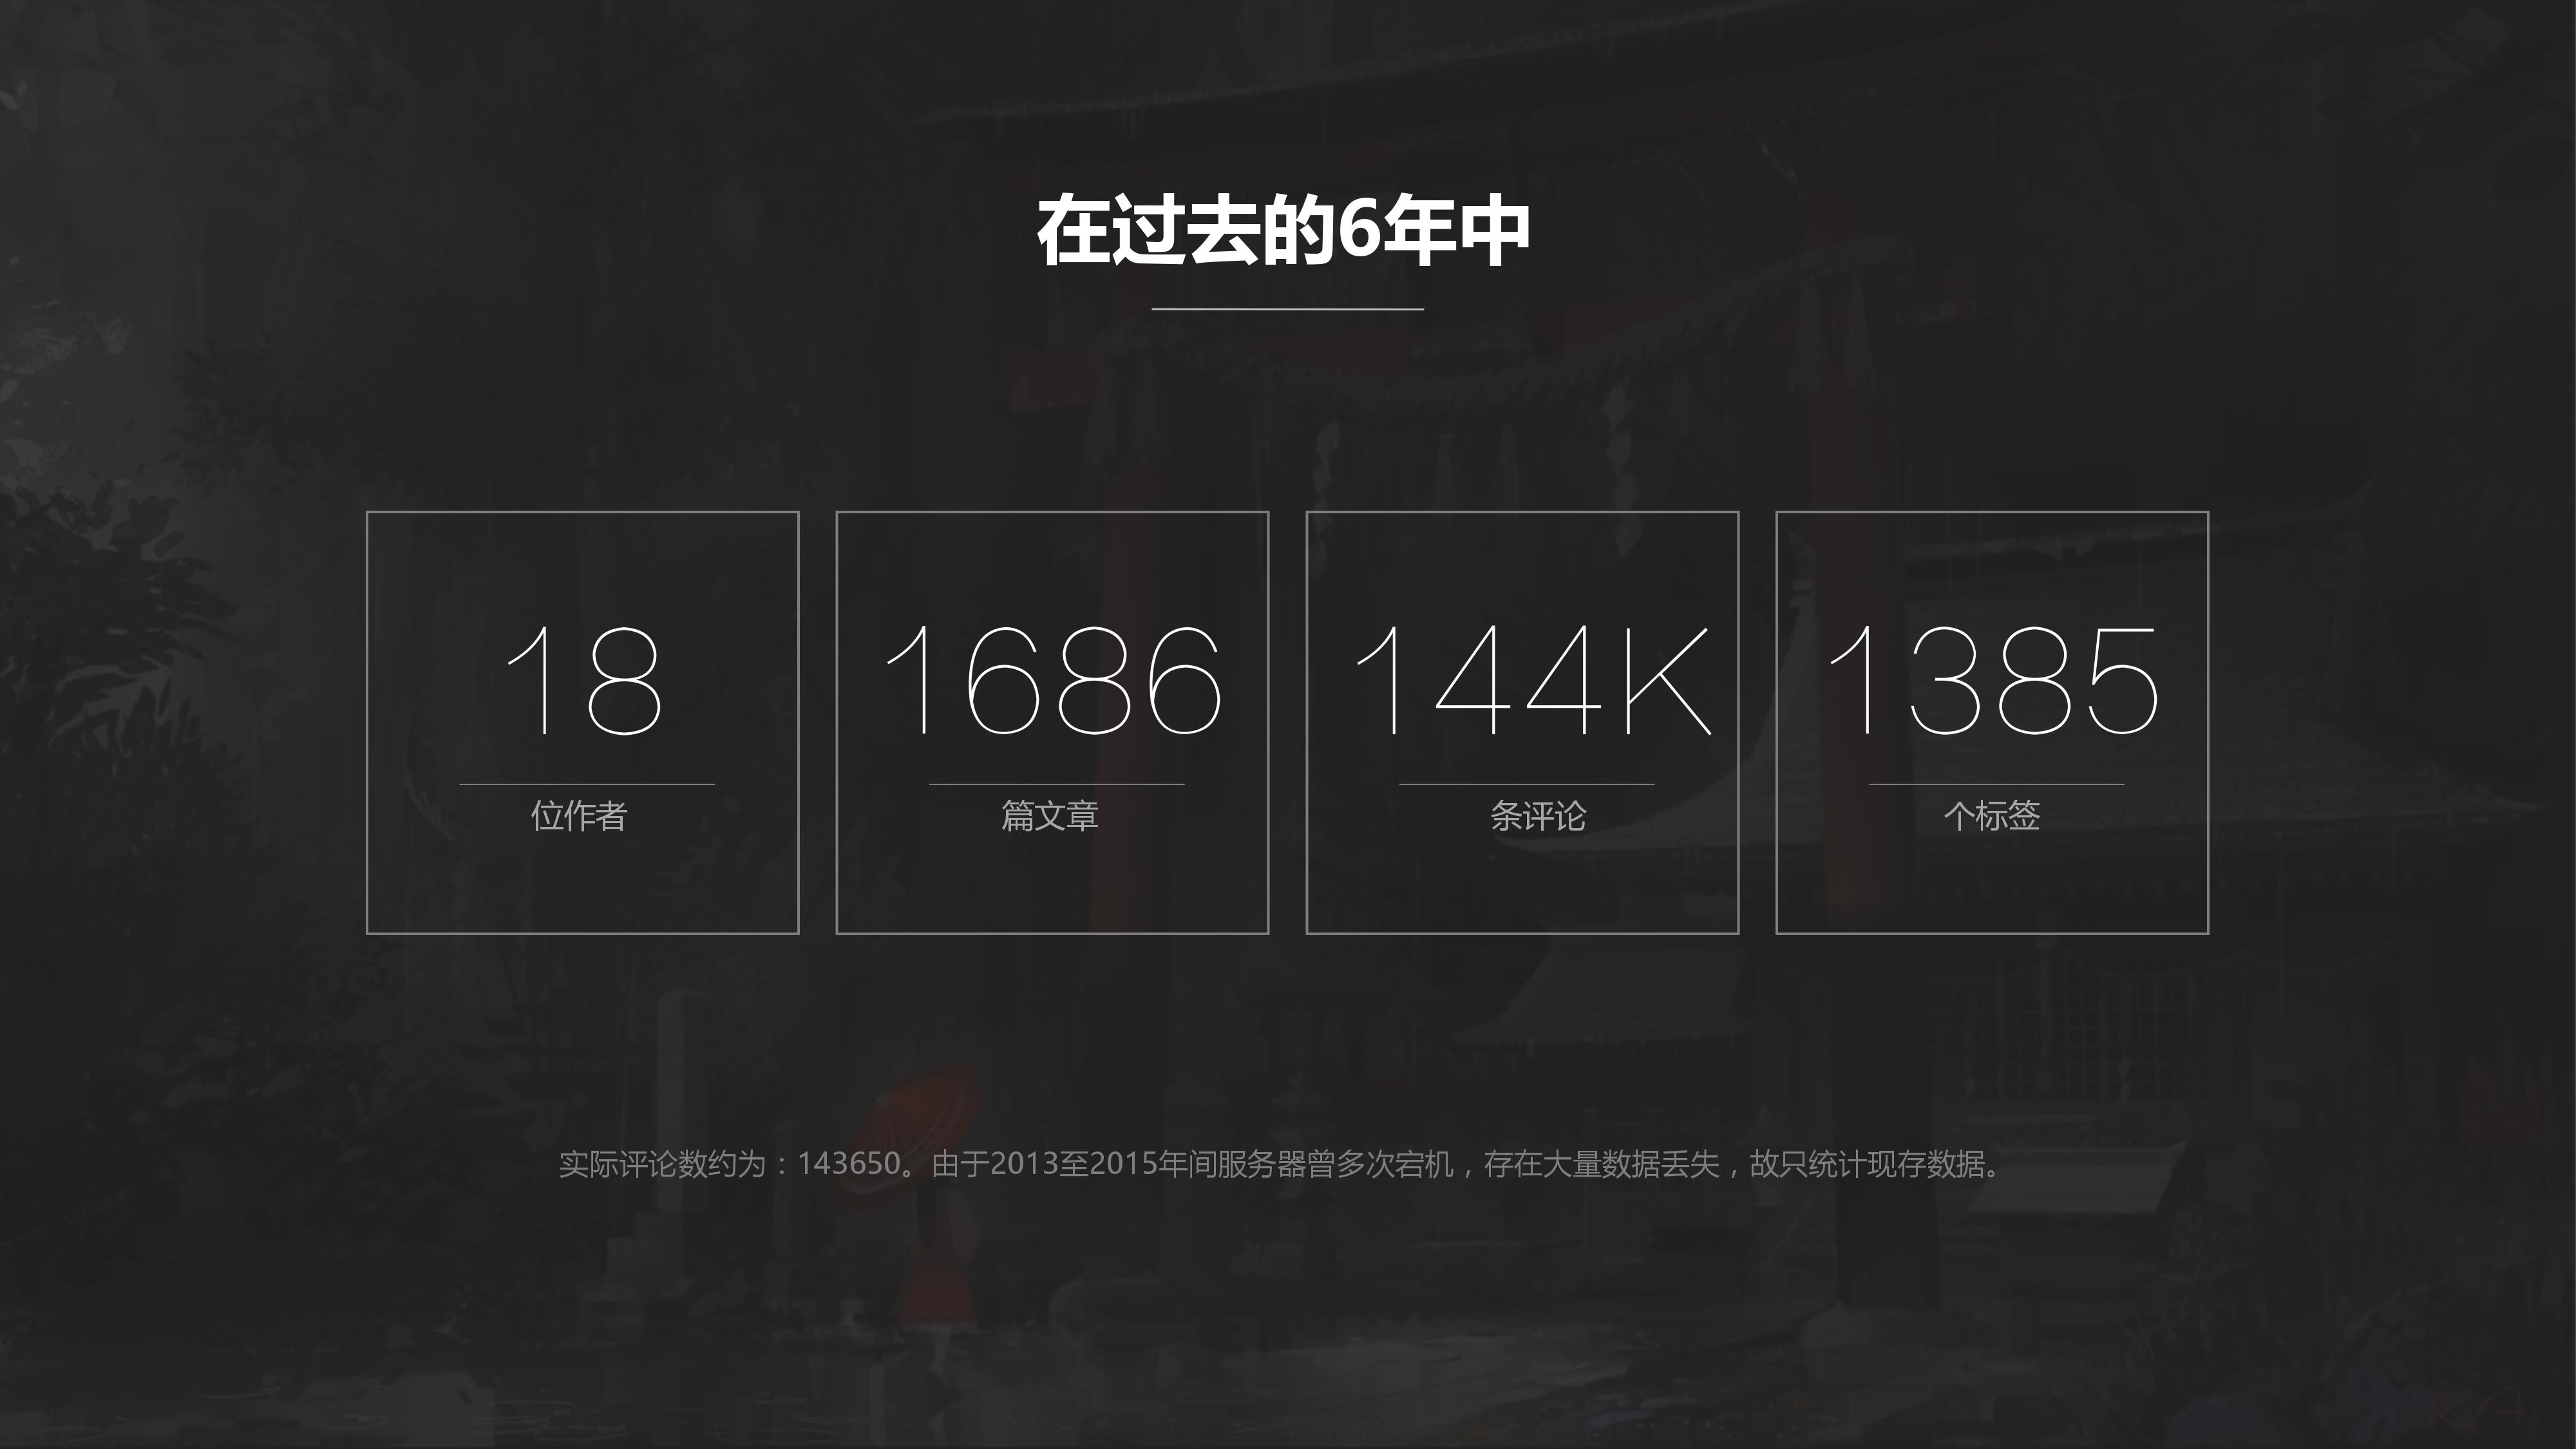 在过去的6年中
18
1686
144K
1385
位作者
篇文章
条评论
个标签
实际评论数约为：143650。由于2013至2015年间服务器曾多次宕机，存在大量数据丢失，故只统计现存数据。